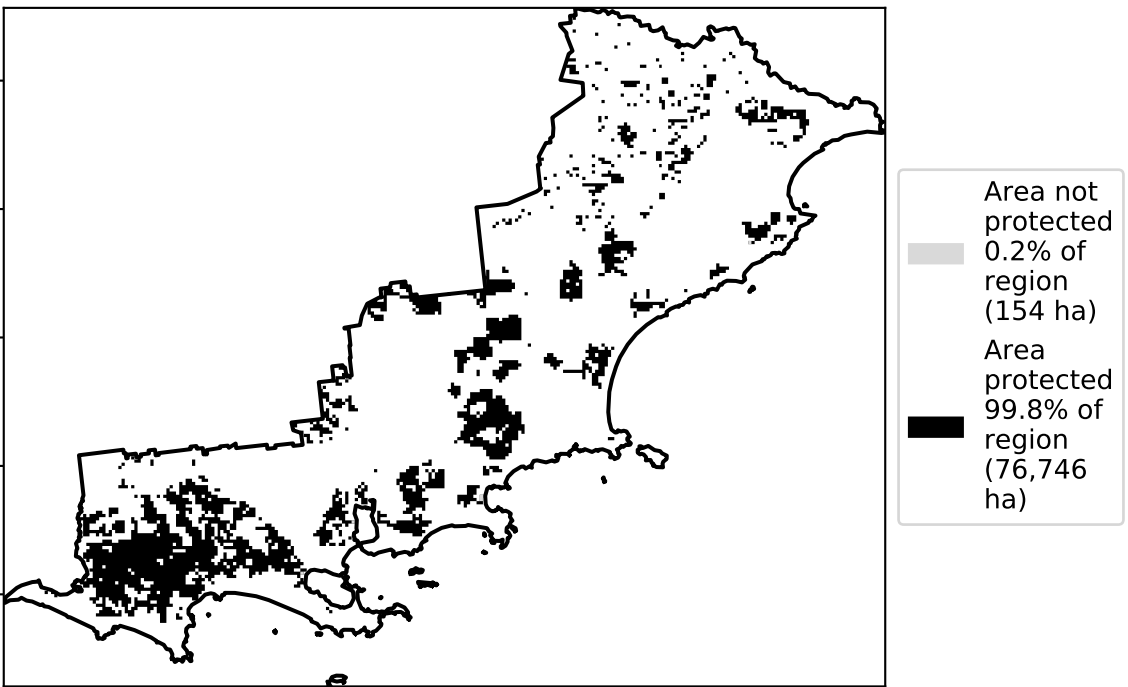 Area not
protected
0.2% of
region
(154 ha)
Area
protected
99.8% of
region
(76,746
ha)